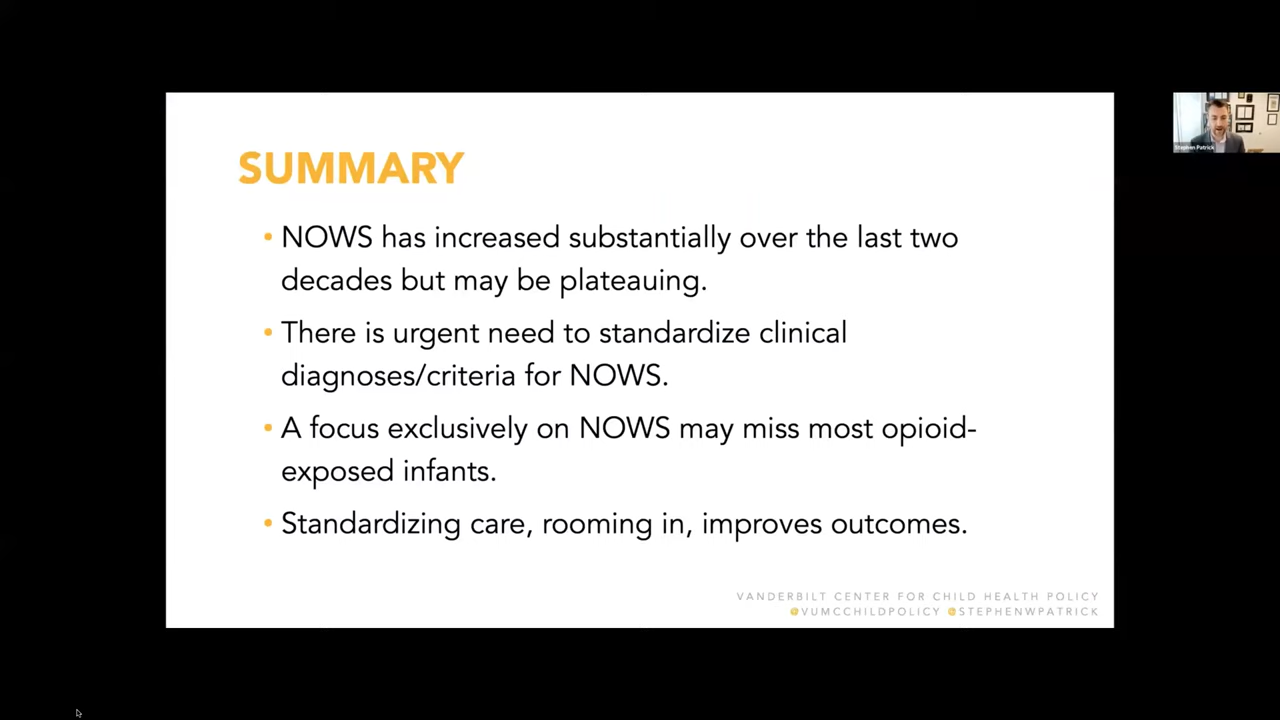 SUMMARY
• NOWS has increased substantially over the last two
decades but may be plateauing.
• There is urgent need to standardize clinical
diagnoses/criteria for NOWS.
• A focus exclusively on NOWS may miss most opioid-
exposed infants.
• Standardizing care, rooming in, improves outcomes.
VANDERBILT CENTER FOR CHILD HEALTH POLICY
@VUMCCHILDPOLICY @STEPHENWPATRICK
Stephen Patrick